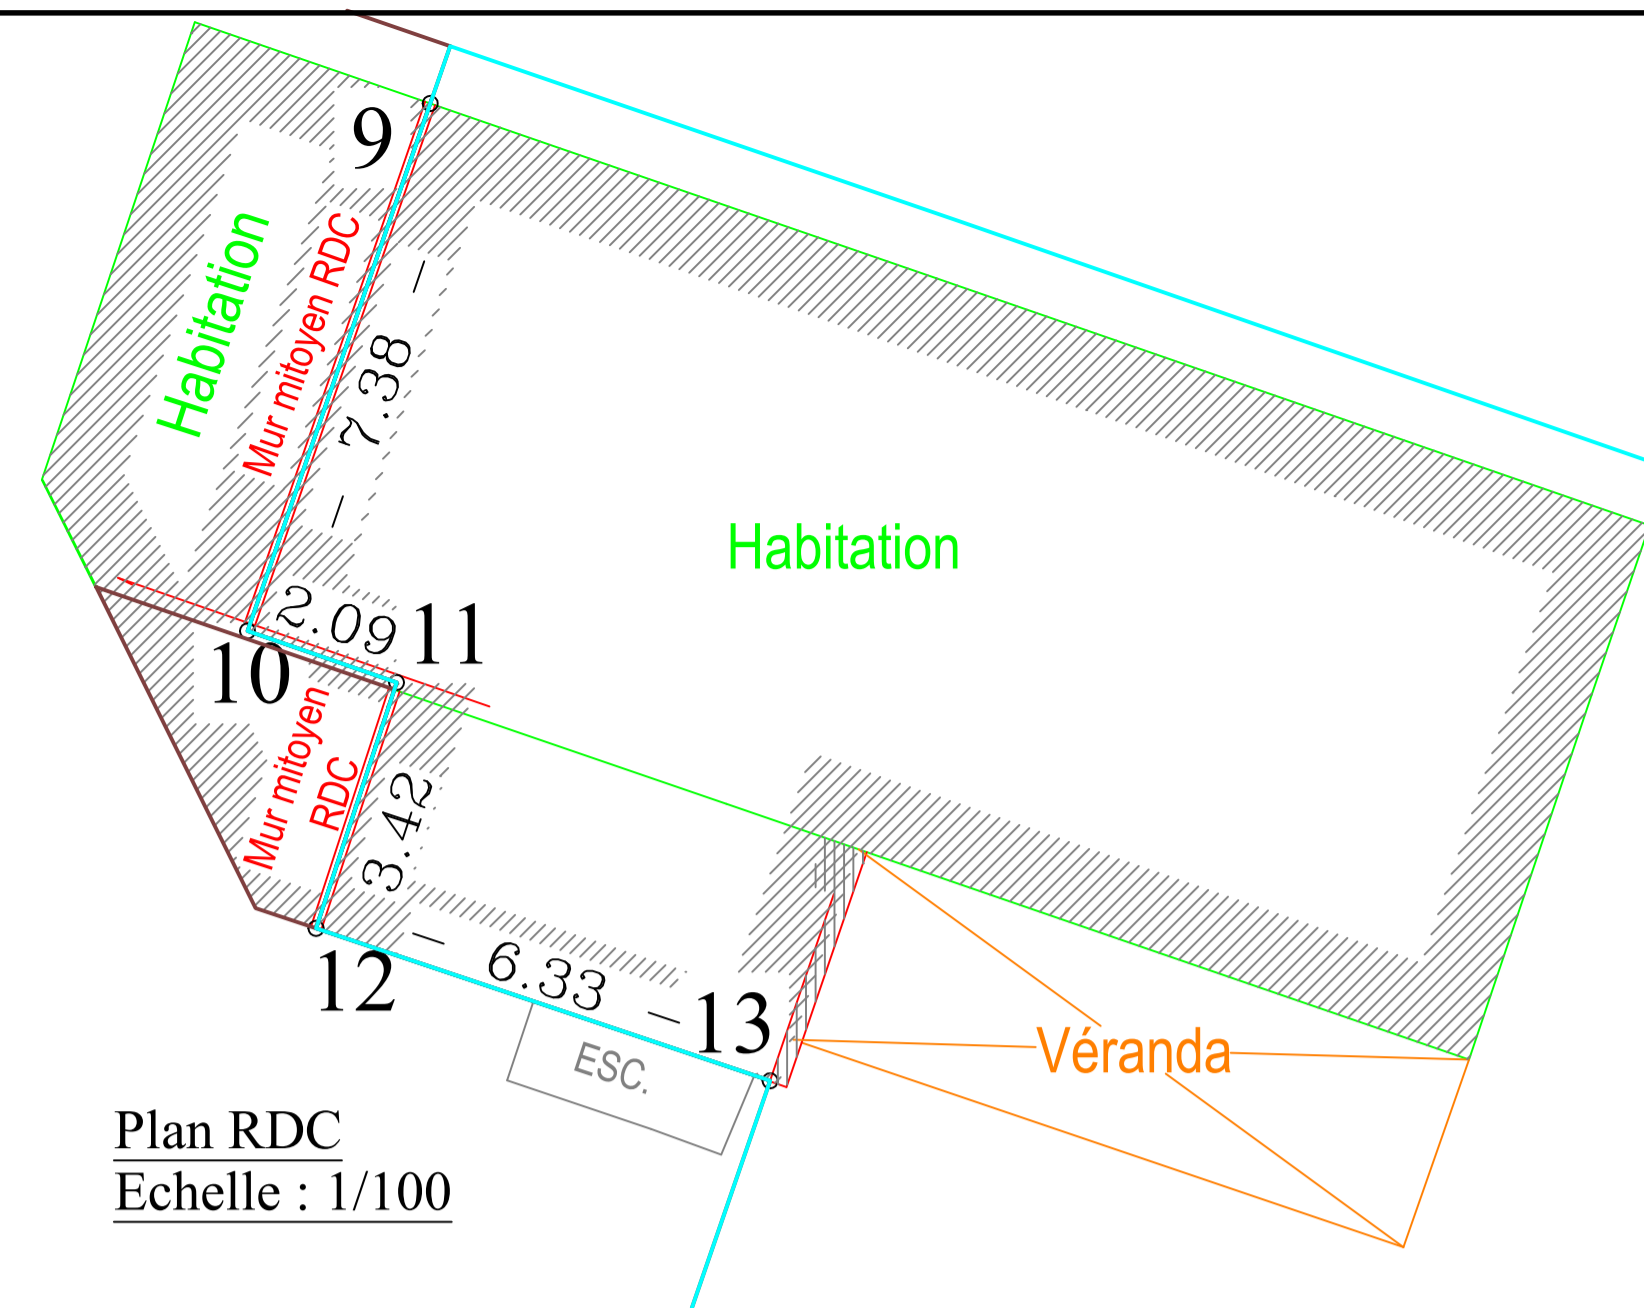 9
Habitation
Mur mitoyen RDC
- 7.38 -
Habitation
2.09
11
10
Mur mitoyen
RDC
3.42
12
- 6.33 -
13
ESC.
Véranda
Plan RDC
Echelle : 1/100